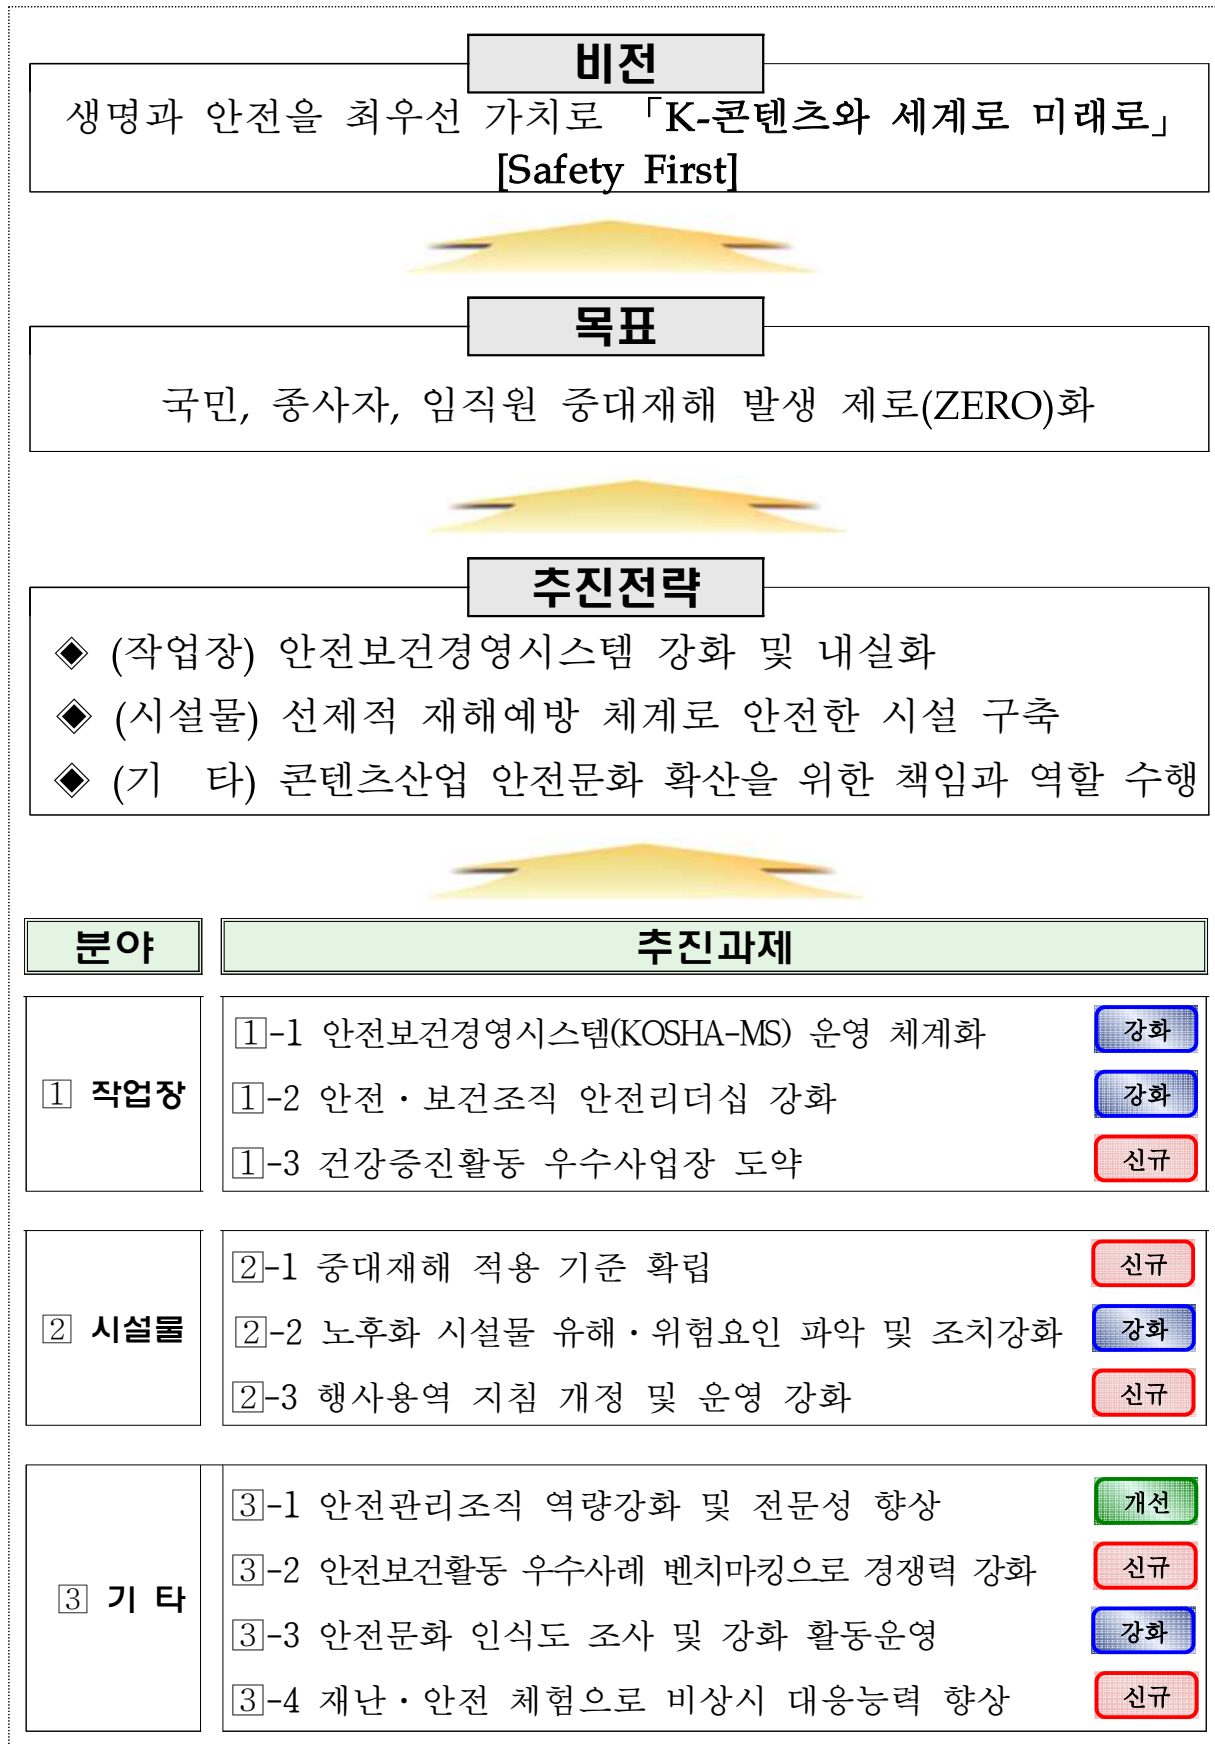 비전
생명과 안전을 최우선 가치로 「K-콘텐츠와 세계로 미래로」
[Safety First]
목표
국민, 종사자, 임직원 중대재해 발생 제로(ZERO)화
추진전략
◈ (작업장) 안전보건경영시스템 강화 및 내실화
◈ (시설물) 선제적 재해예방 체계로 안전한 시설 구축
◈ (기 타) 콘텐츠산업 안전문화 확산을 위한 책임과 역할 수행
분야 추진과제
1 작업장
1-1 안전보건경영시스템(KOSHA-MS) 운영 체계화 강화
1-2 안전·보건조직 안전리더십 강화 강화
1-3 건강증진활동 우수사업장 도약 신규
2 시설물
2-1 중대재해 적용 기준 확립 신규
2-2 노후화 시설물 유해·위험요인 파악 및 조치강화 강화
2-3 행사용역 지침 개정 및 운영 강화 신규
3 기 타
3-1 안전관리조직 역량강화 및 전문성 향상 개선
3-2 안전보건활동 우수사례 벤치마킹으로 경쟁력 강화 신규
3-3 안전문화 인식도 조사 및 강화 활동운영 강화
3-4 재난·안전 체험으로 비상시 대응능력 향상 신규